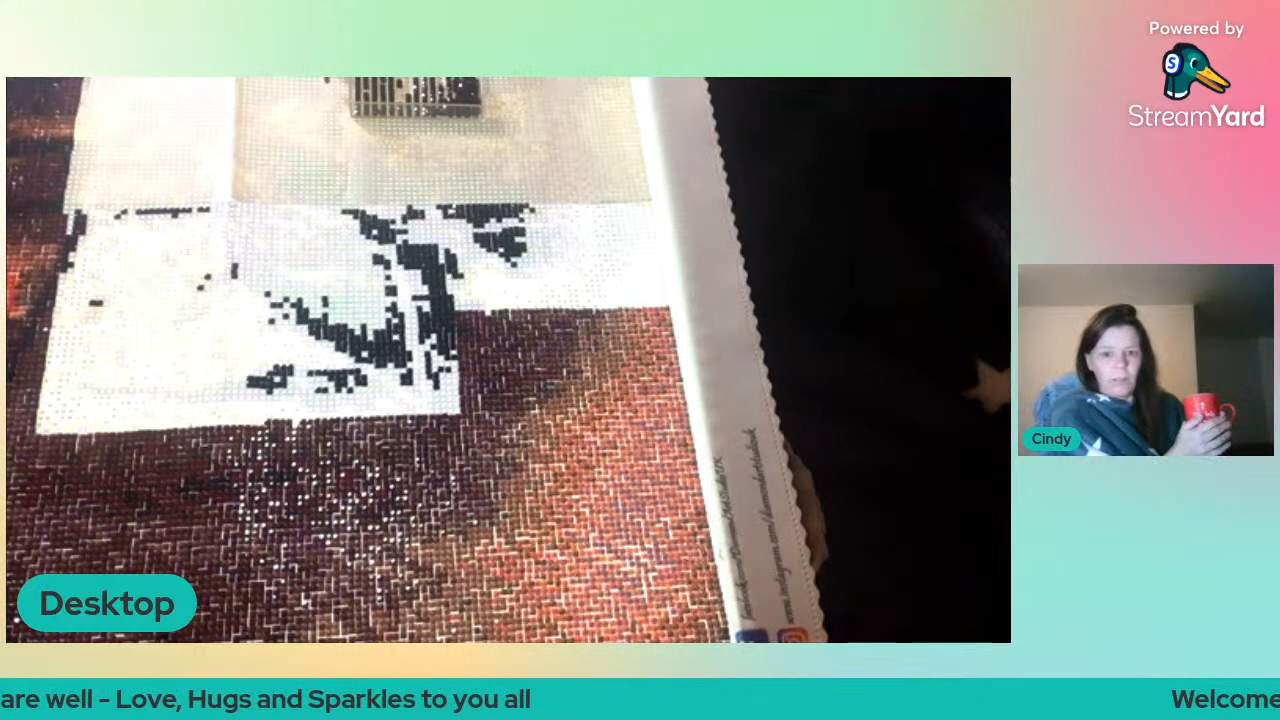 Powered by
S
StreamYard
Cindy
Desktop
are well - Love, Hugs and Sparkles to you all
Welcome